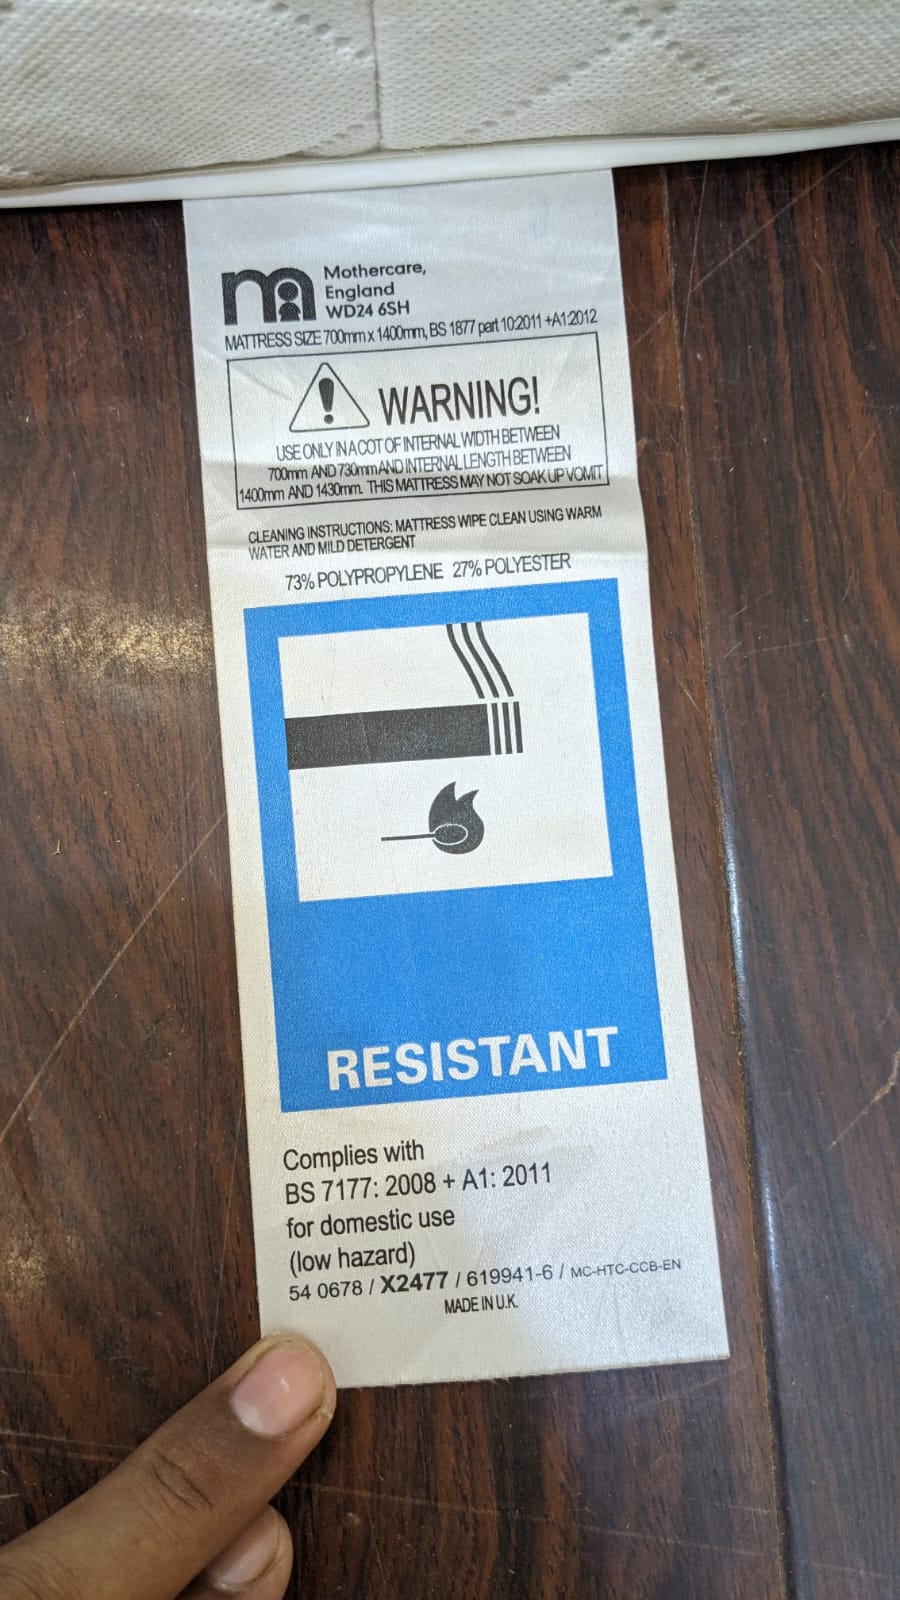 Mothercare,
England
WD24 6SH
MATTRESS SIZE 700mm x 1400mm, BS 1877 part 10:2011 +A1:2012
WARNING!
USE ONLY IN A COT OF INTERNAL WIDTH BETWEEN
700mm AND 730mm AND INTERNAL LENGTH BETWEEN
1400mm AND 1430mm. THIS MATTRESS MAY NOT SOAK UP VOMIT
CLEANING INSTRUCTIONS: MATTRESS WIPE CLEAN USING WARM
WATER AND MILD DETERGENT
73% POLYPROPYLENE 27% POLYESTER
RESISTANT
Complies with
BS 7177: 2008 + A1: 2011
for domestic use
(low hazard)
54 0678 / X2477 / 619941-6 / MC-HTC-CCB-EN
MADE IN U.K.